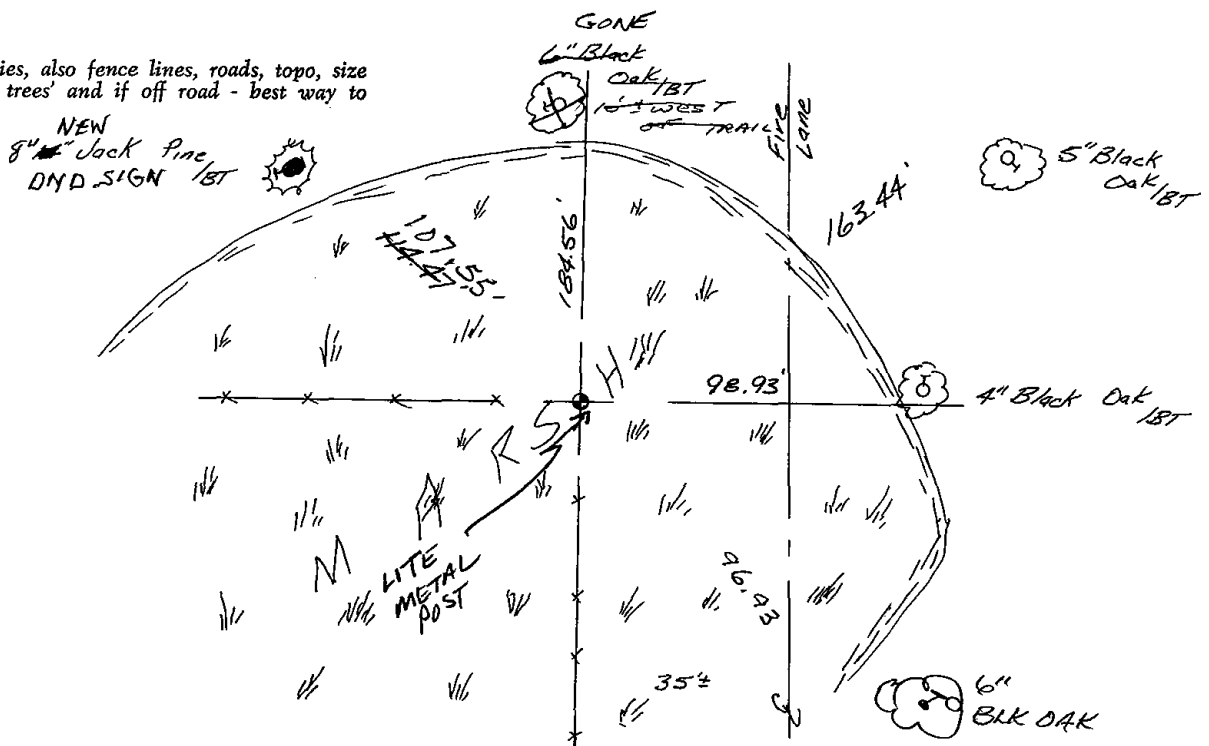 GONE
6" Black
Oak/BT
10'± WEST
OF TRAIL
ies, also fence lines, roads, topo, size
trees' and if off road - best way to
NEW
8" Jack Pine/BT
DND SIGN
Fire
Lane
5" Black
Oak/BT
163.44'
107.55
184.56'
98.93'
4" Black Oak/BT
MARSH
LITE
METAL
POST
96.93
35'±
6"
BLK OAK